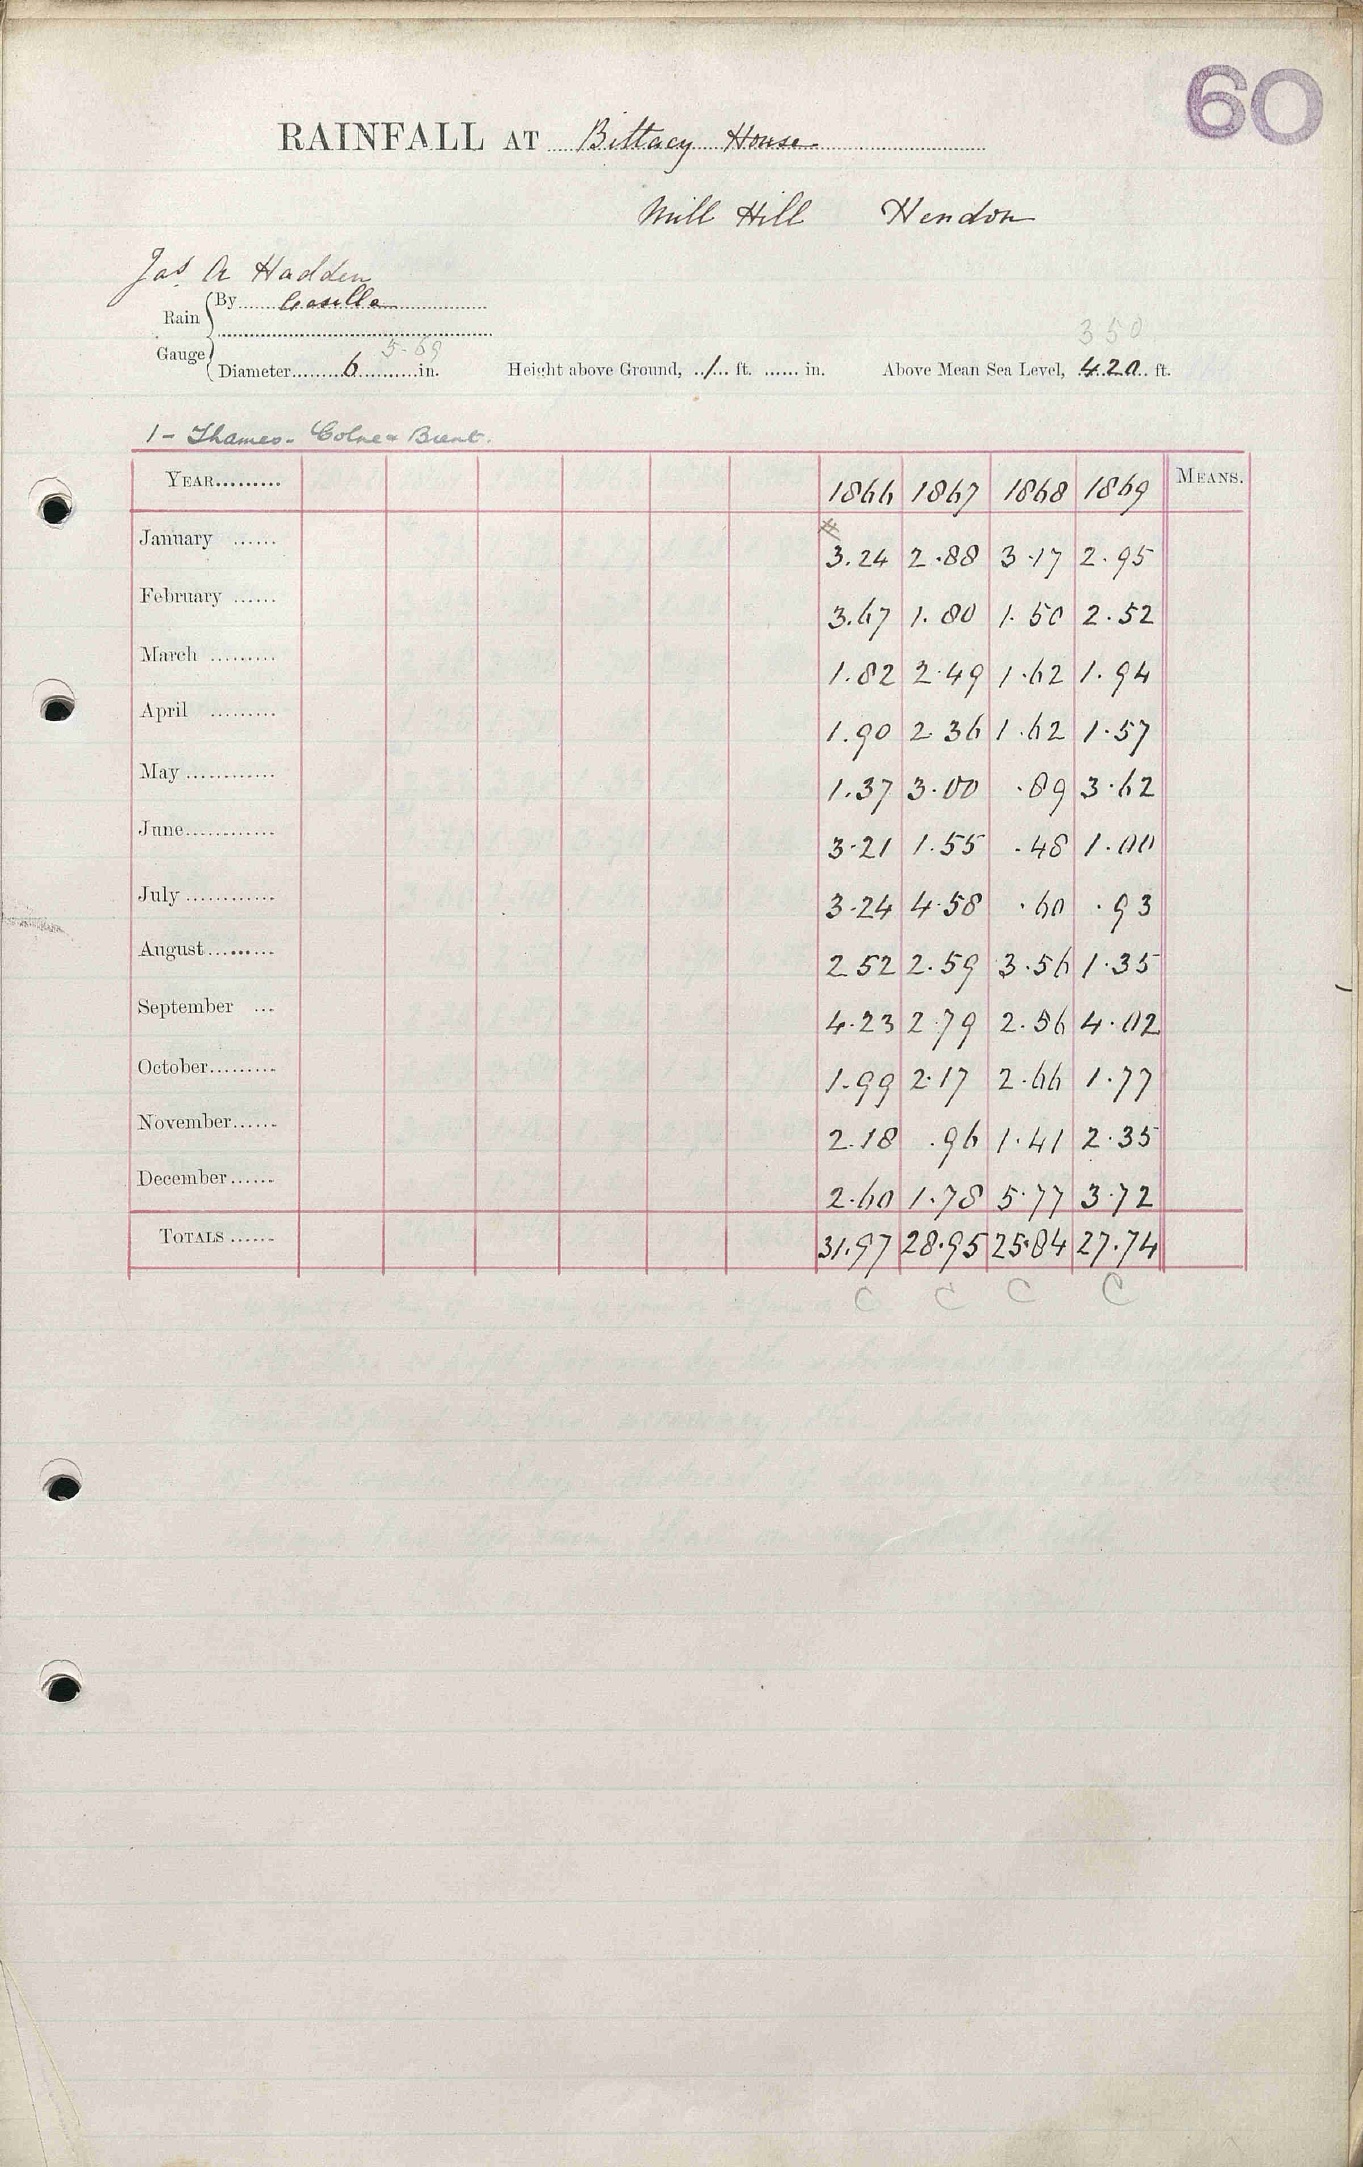 60
RAINFALL AT Bittacy House
Mill Hill Hendon
Jas. A Hadden
Rain Gauge { By Casella
5-69
Diameter 6 in. Height above Ground, 1 ft. ...... in. Above Mean Sea Level, 420 ft.
350
1 - Thames - Colne & Brent.
YEAR......... 1866 1867 1868 1869 MEANS.
January ...... 3.24 2.88 3.17 2.95
February ...... 3.67 1.80 1.50 2.52
March ......... 1.82 2.49 1.62 1.94
April ......... 1.90 2.36 1.62 1.57
May ............ 1.37 3.00 .89 3.62
June............ 3.21 1.55 .48 1.00
July ............ 3.24 4.58 .60 .93
August......... 2 52 2.59 3.56 1.35
September ... 4.23 2.79 2.56 4.02
October......... 1.99 2.17 2.66 1.77
November...... 2.18 .96 1.41 2.35
December...... 2.60 1.78 5.77 3.72
TOTALS ...... 31.97 28.95 25.84 27.74
C C C C